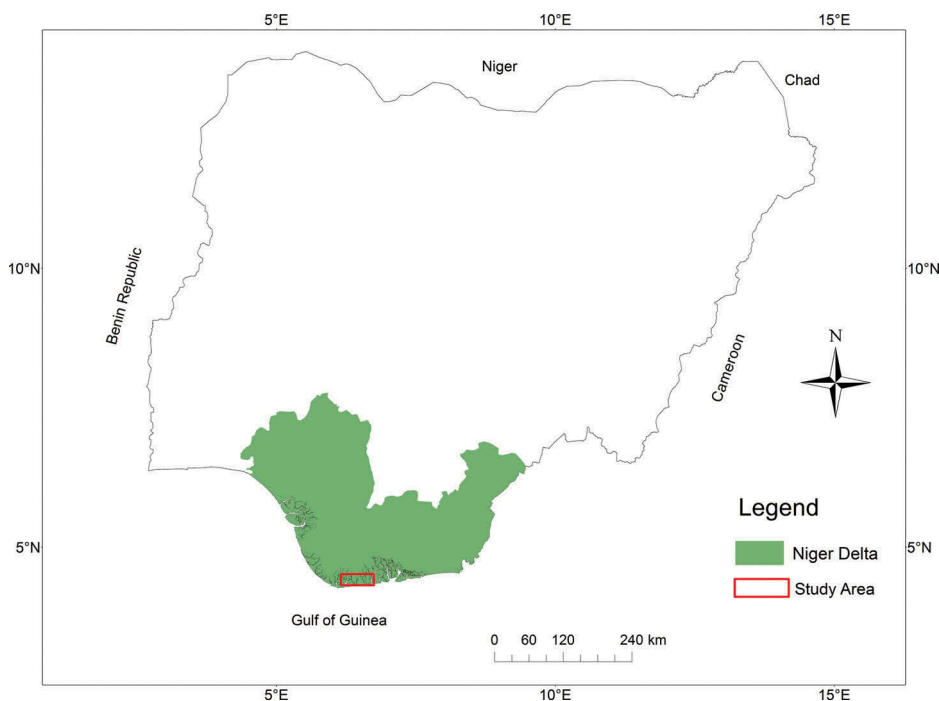 5°E 10°E 15°E
Niger
Chad
10°N 10°N
Benin Republic
Cameroon
N
Legend
5°N 5°N
Niger Delta
Study Area
Gulf of Guinea
0 60 120 240 km
5°E 10°E 15°E